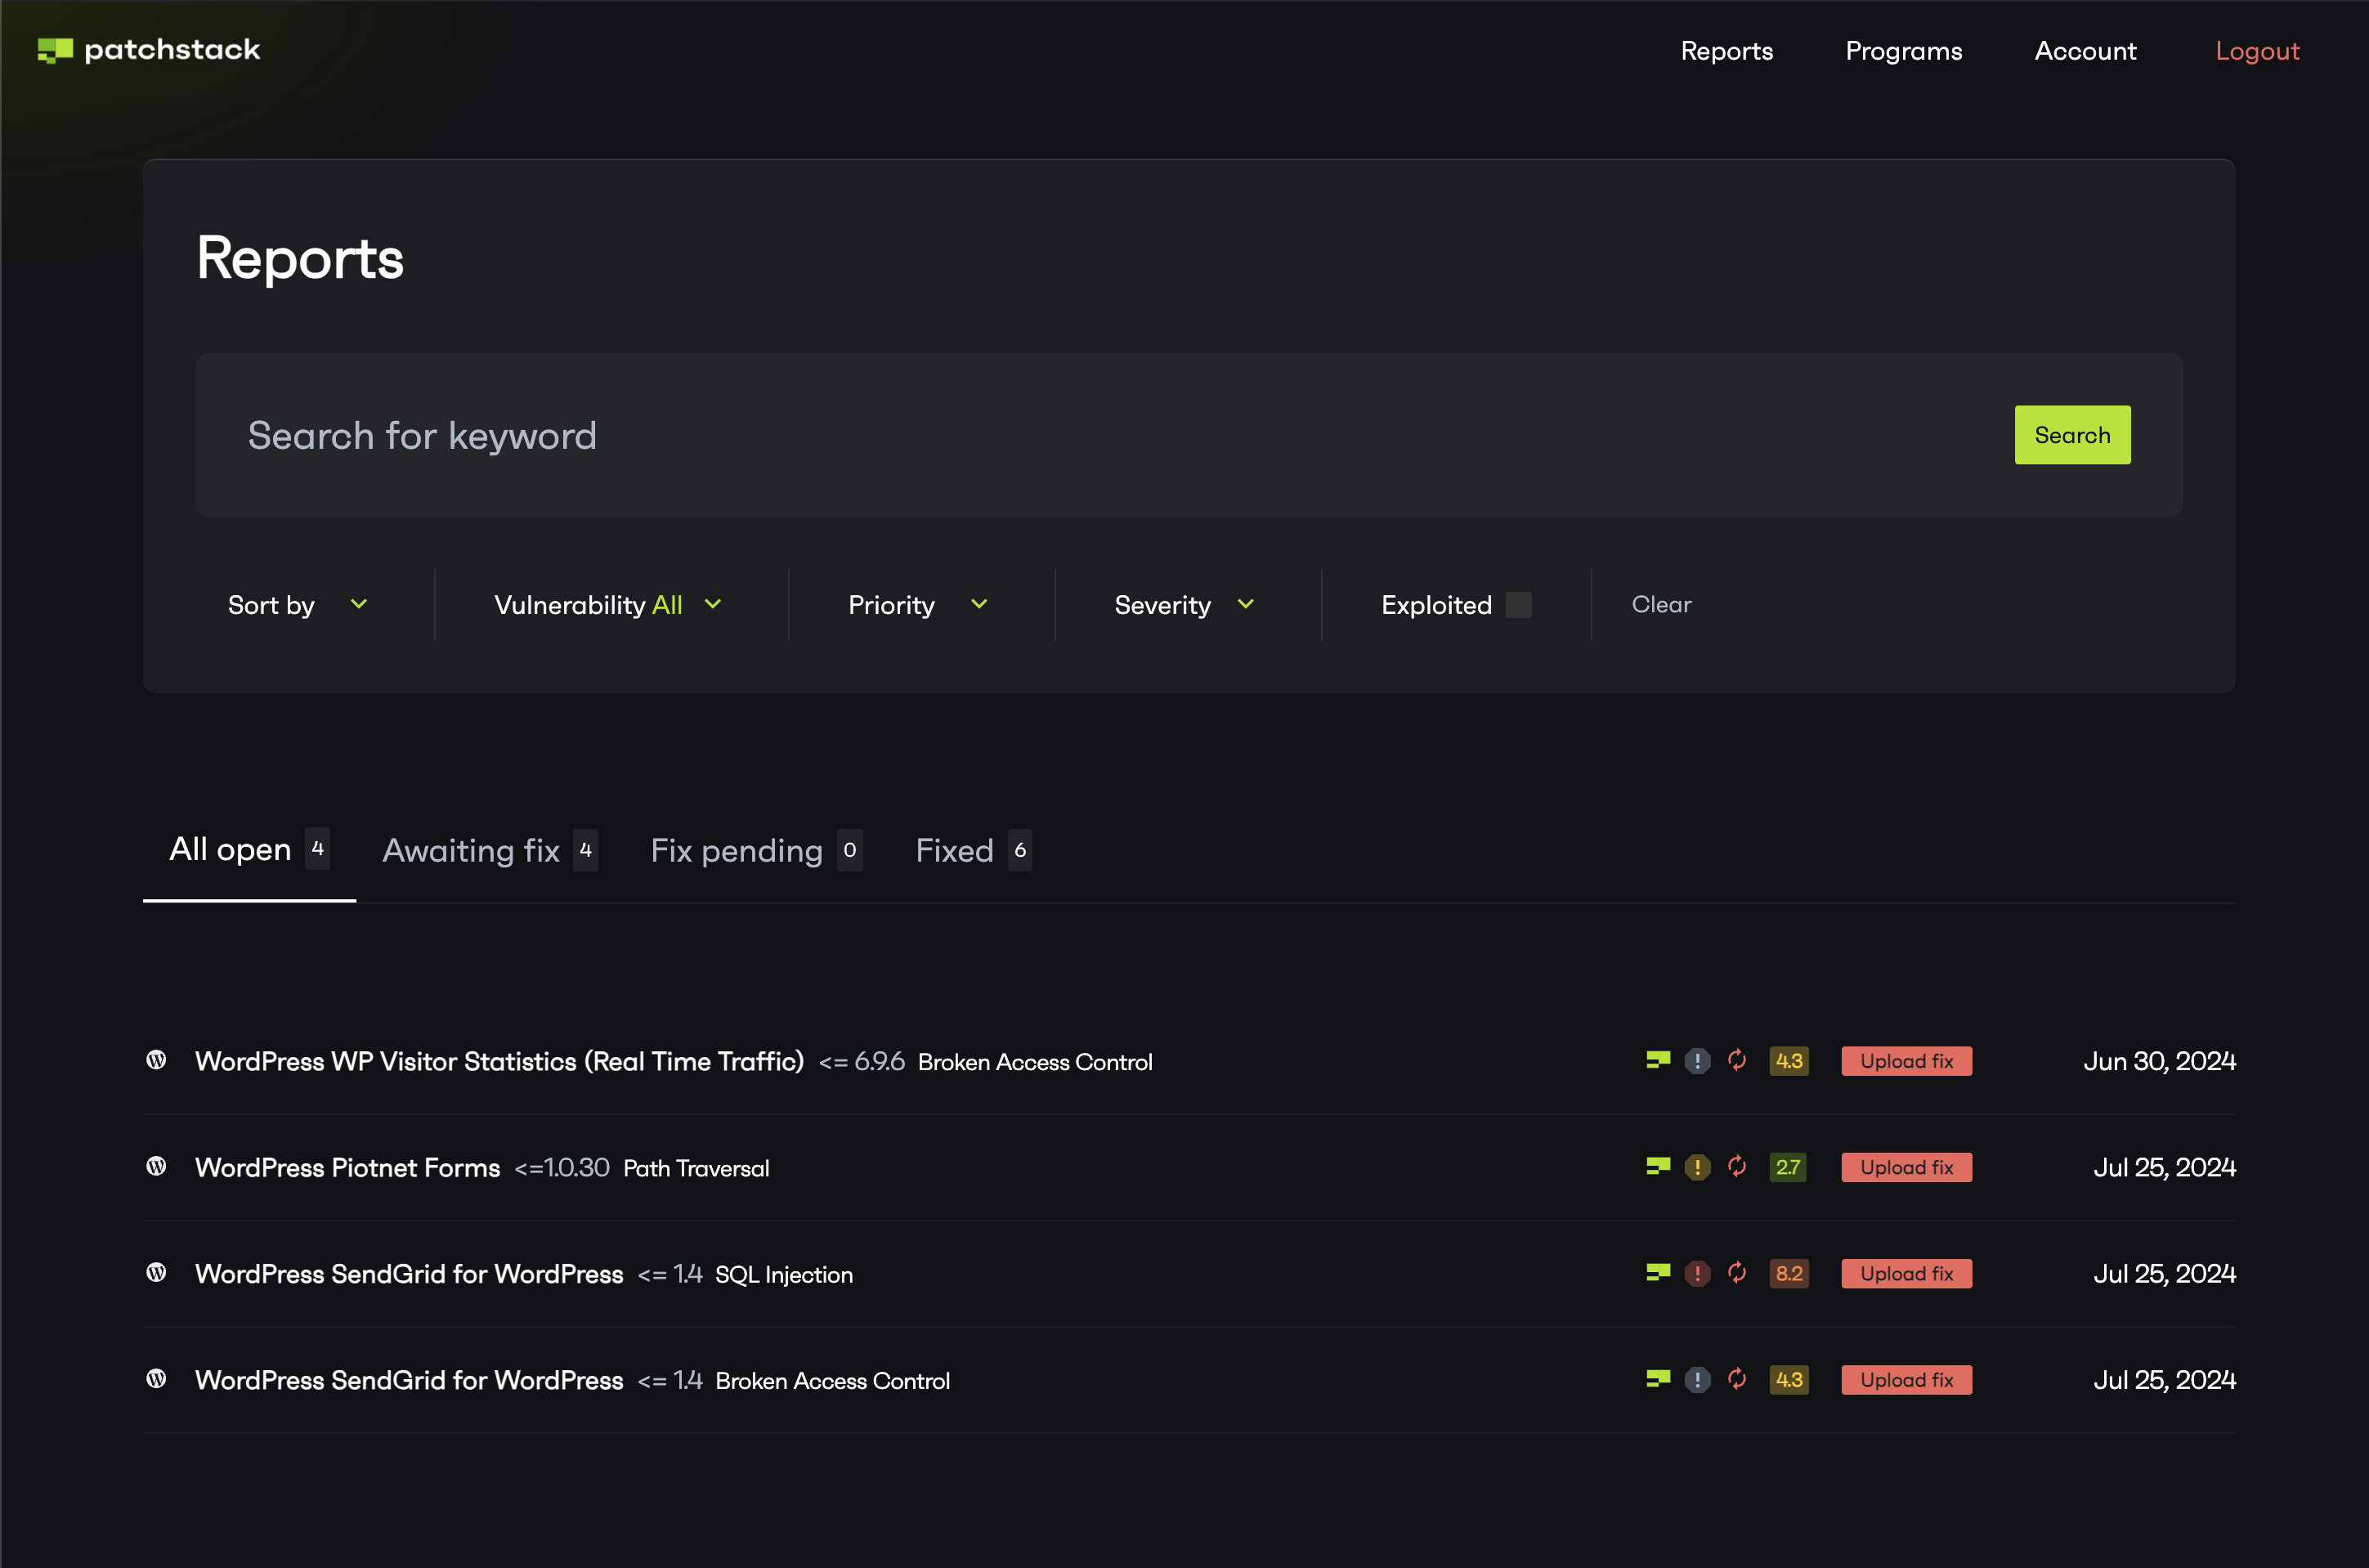 patchstack
Reports Programs Account Logout
Reports
Search for keyword Search
Sort by Vulnerability All Priority Severity Exploited Clear
All open 4 Awaiting fix 4 Fix pending 0 Fixed 6
WordPress WP Visitor Statistics (Real Time Traffic) <= 6.9.6 Broken Access Control ! 4.3 Upload fix Jun 30, 2024
WordPress Piotnet Forms <=1.0.30 Path Traversal ! 2.7 Upload fix Jul 25, 2024
WordPress SendGrid for WordPress <= 1.4 SQL Injection ! 8.2 Upload fix Jul 25, 2024
WordPress SendGrid for WordPress <= 1.4 Broken Access Control ! 4.3 Upload fix Jul 25, 2024